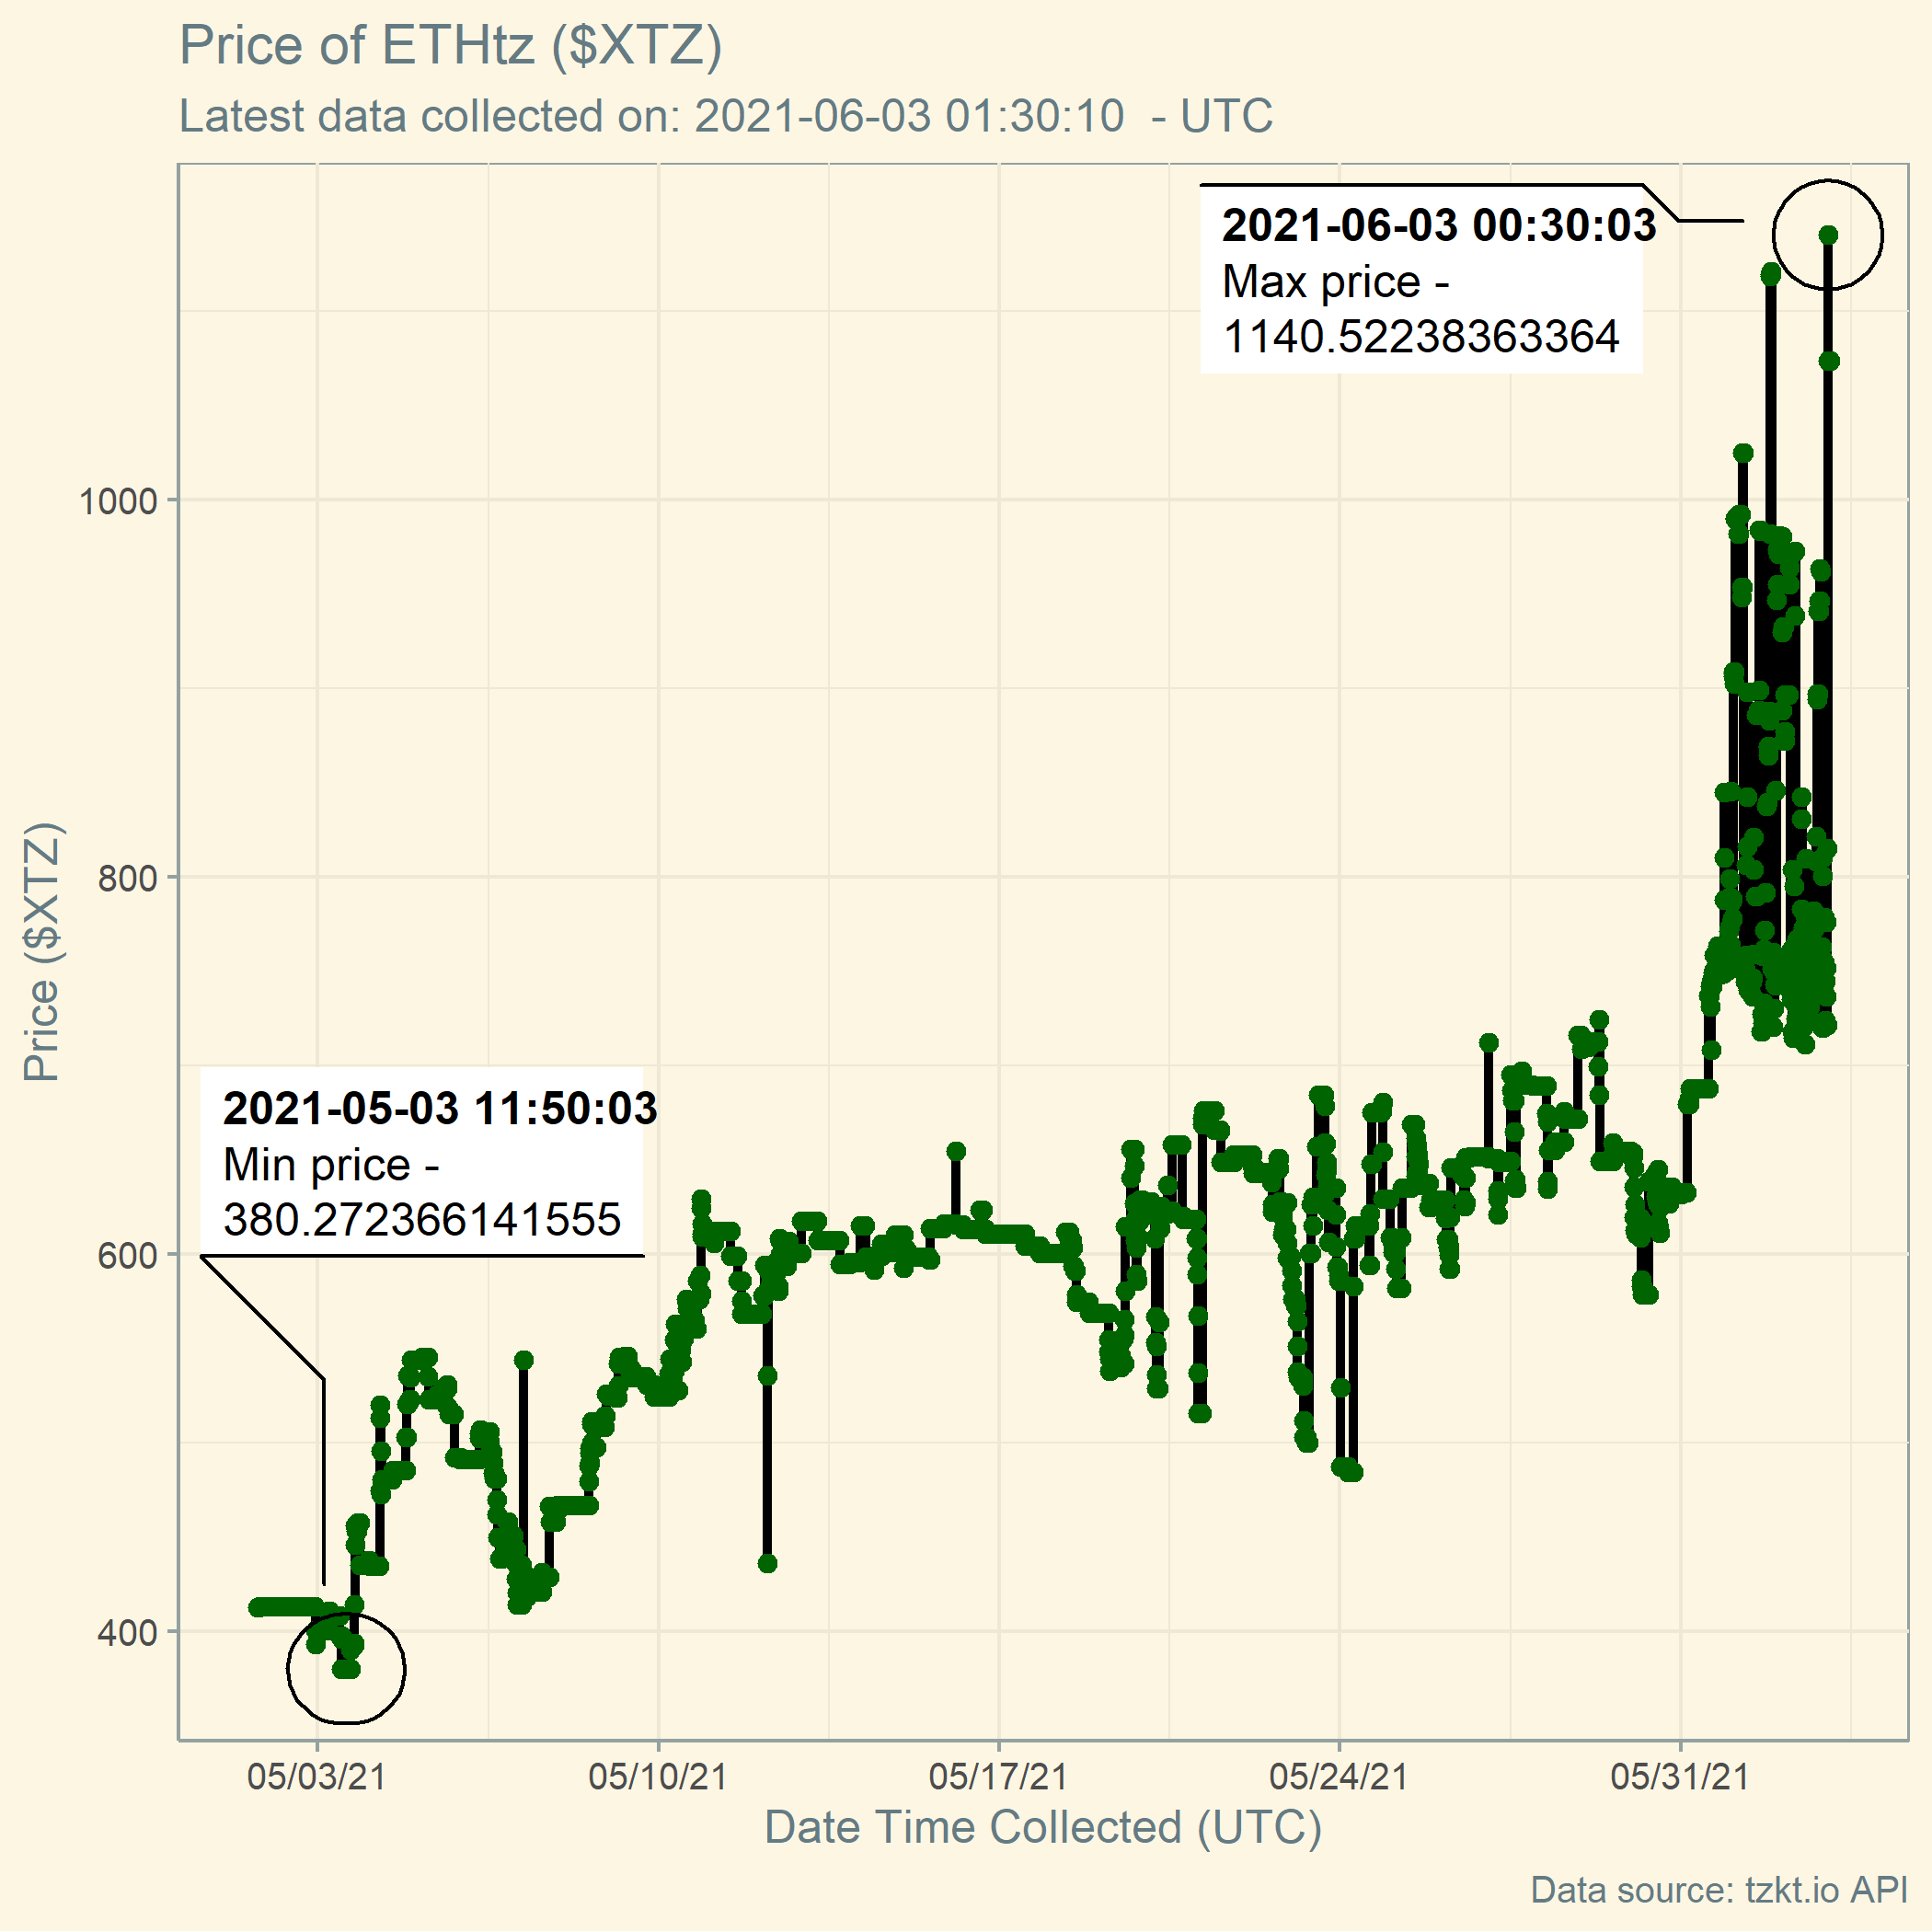 Price of ETHtz ($XTZ)
Latest data collected on: 2021-06-03 01:30:10  - UTC
2021-06-03 00:30:03
Max price -
1140.52238363364
1000
800
600
400
Price ($XTZ)
2021-05-03 11:50:03
Min price -
380.272366141555
05/03/21
05/10/21
05/17/21
05/24/21
05/31/21
Date Time Collected (UTC)
Data source: tzkt.io API